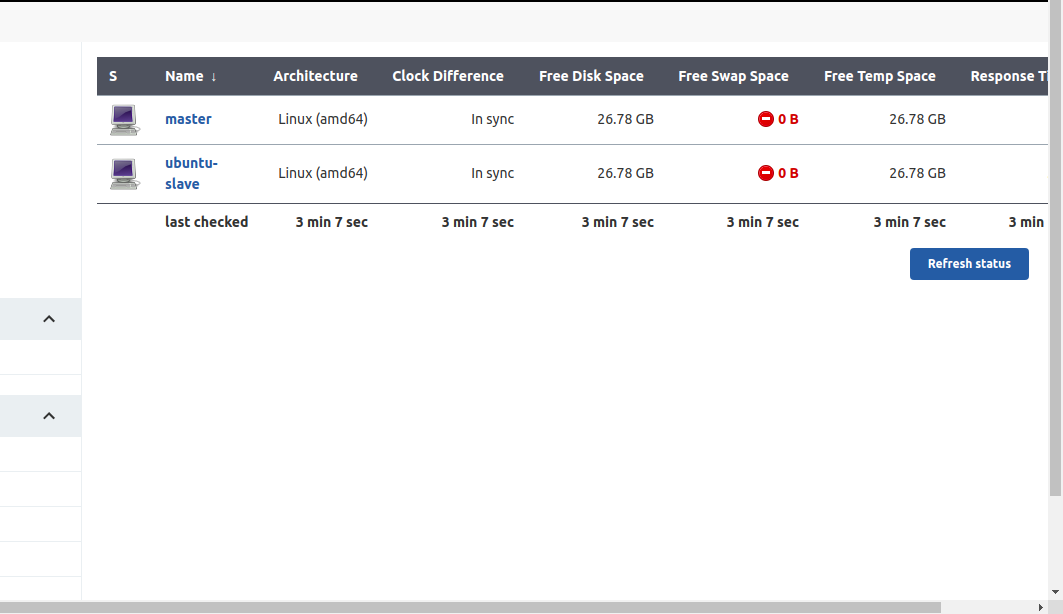 S Name ↓ Architecture Clock Difference Free Disk Space Free Swap Space Free Temp Space Response Ti
master Linux (amd64) In sync 26.78 GB 0 B 26.78 GB
ubuntu-
slave Linux (amd64) In sync 26.78 GB 0 B 26.78 GB
last checked 3 min 7 sec 3 min 7 sec 3 min 7 sec 3 min 7 sec 3 min 7 sec 3 min
Refresh status